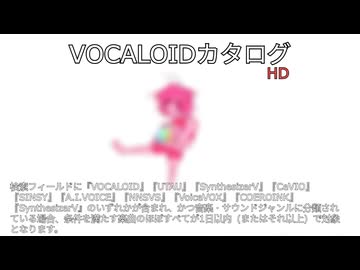 VOCALOIDカタログ
HD
検索フィールドに『VOCALOID』『UTAU』『SynthesizerV』『CeVIO』
『SINSY』『A.I.VOICE』『NNSVS』『VoiceVOX』『COEROINK』
『SynthesizerV』のいずれかが含まれ、かつ音楽・サウンドジャンルに分類され
ている場合、条件を満たす楽曲のほぼすべてが1日以内（またはそれ以上）で対象
となります。